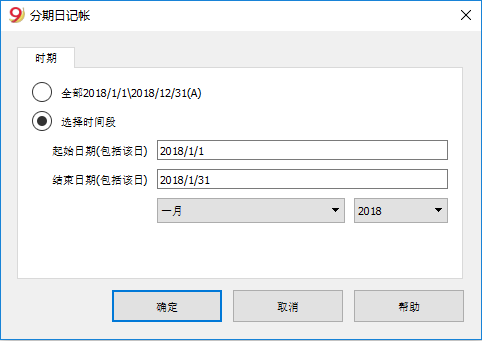 9 分期日记帐
时期
全部2018/1/1\2018/12/31(A)
选择时间段
起始日期(包括该日) 2018/1/1
结束日期(包括该日) 2018/1/31
一月 2018
确定 取消 帮助